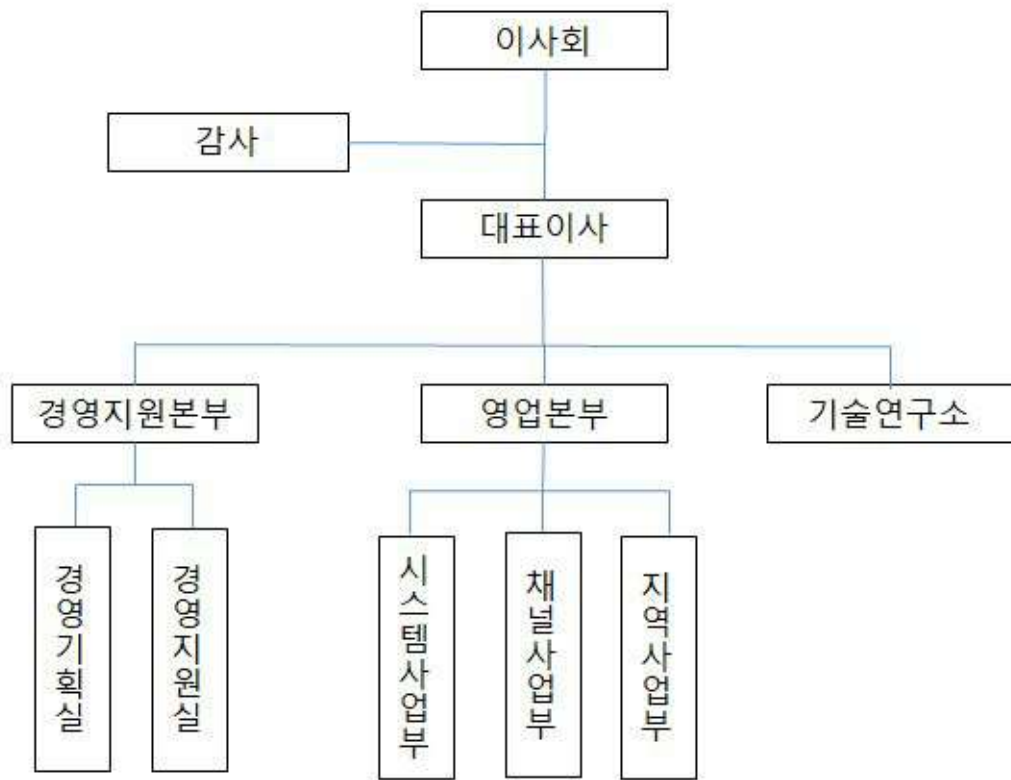 이사회
감사
대표이사
경영지원본부
영업본부
기술연구소
경영기획실
경영지원실
시스템사업부
채널사업부
지역사업부